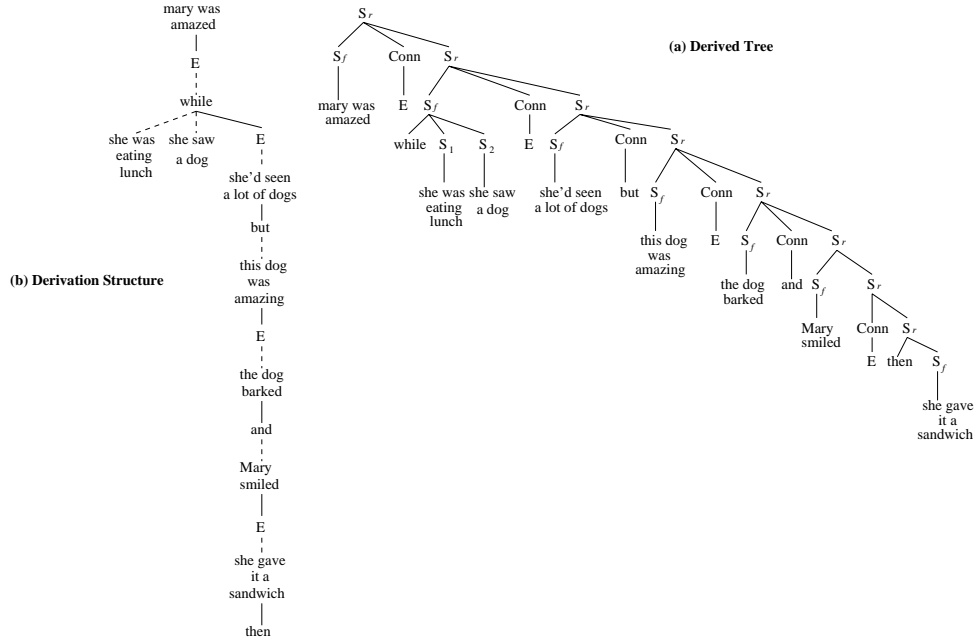 mary was
amazed
E
while
she was
eating
lunch
she saw
a dog
E
she'd seen
a lot of dogs
but
this dog
was
amazing
E
the dog
barked
and
Mary
smiled
E
she gave
it a
sandwich
then
(b) Derivation Structure
(a) Derived Tree
S r
S f Conn S r
mary was
amazed
E S f Conn S r
while S 1 S 2 E S f Conn S r
she was
eating
lunch
she saw
a dog
she'd seen
a lot of dogs
but S f Conn S r
this dog
was
amazing
E S f Conn S r
the dog
barked
and S f S r
Mary
smiled
Conn S r
E then S f
she gave
it a
sandwich